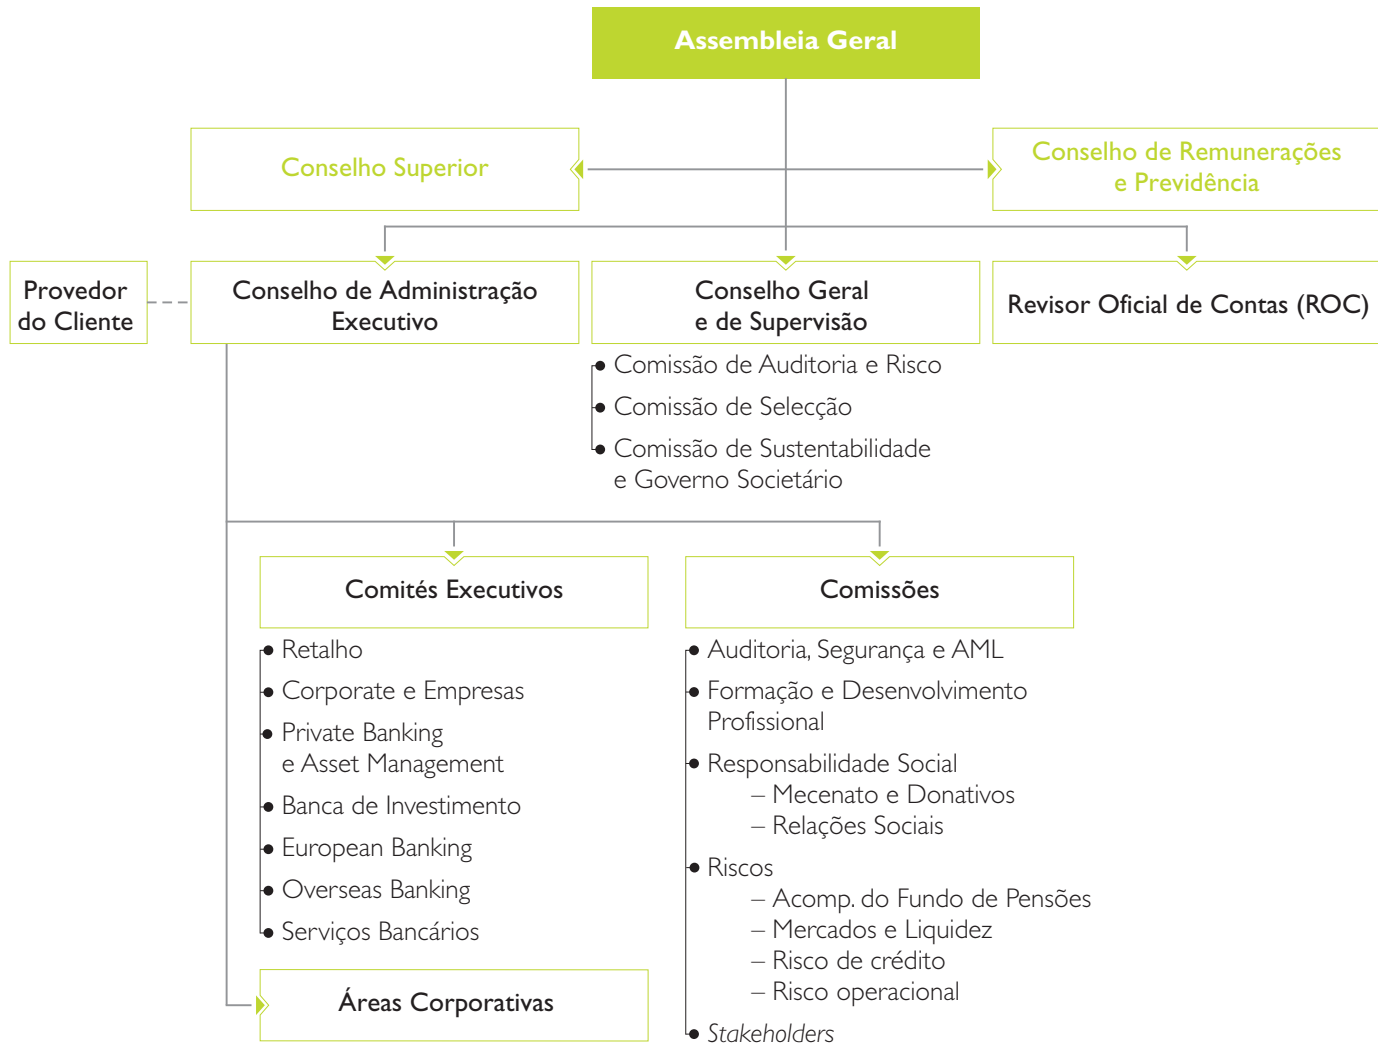 Assembleia Geral
Conselho Superior
Conselho de Remunerações
e Previdência
Provedor
do Cliente
Conselho de Administração
Executivo
Conselho Geral
e de Supervisão
Revisor Oficial de Contas (ROC)
Comissão de Auditoria e Risco
Comissão de Selecção
Comissão de Sustentabilidade
e Governo Societário
Comités Executivos
Retalho
Corporate e Empresas
Private Banking
e Asset Management
Banca de Investimento
European Banking
Overseas Banking
Serviços Bancários
Áreas Corporativas
Comissões
Auditoria, Segurança e AML
Formação e Desenvolvimento
Profissional
Responsabilidade Social
– Mecenato e Donativos
– Relações Sociais
Riscos
– Acomp. do Fundo de Pensões
– Mercados e Liquidez
– Risco de crédito
– Risco operacional
Stakeholders